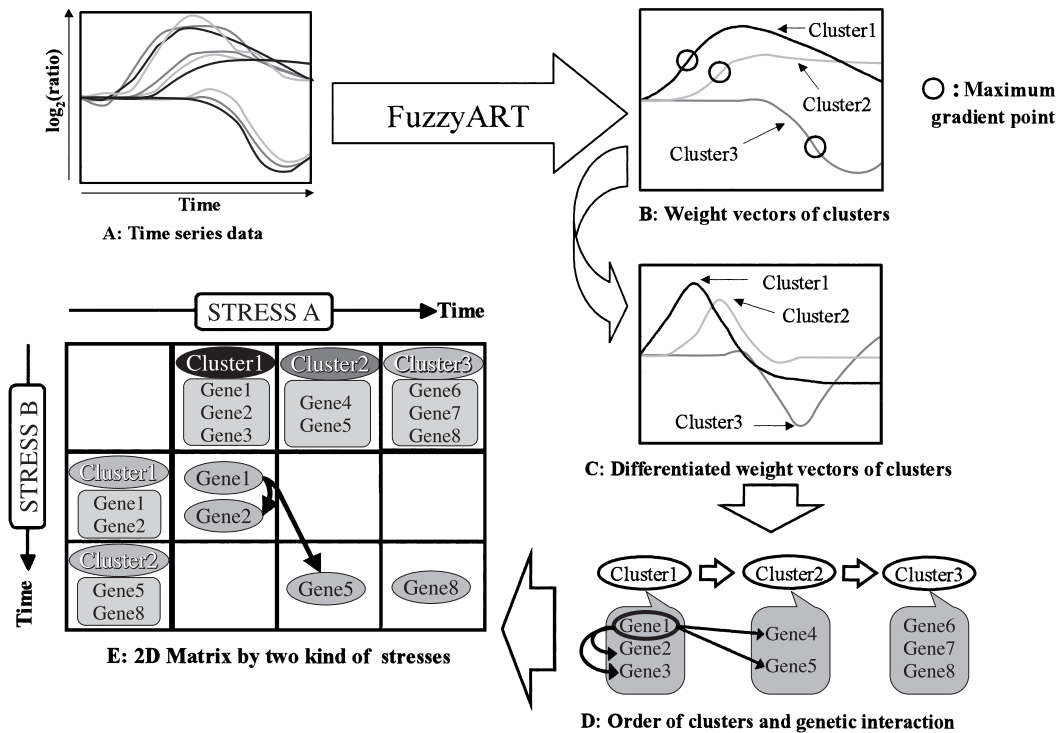 log2(ratio)
Time
A: Time series data
FuzzyART
Cluster1
Cluster2
Cluster3
B: Weight vectors of clusters
: Maximum
gradient point
Cluster1
Cluster2
Cluster3
C: Differentiated weight vectors of clusters
Cluster1
Cluster2
Cluster3
Gene1
Gene2
Gene3
Gene4
Gene5
Gene6
Gene7
Gene8
D: Order of clusters and genetic interaction
STRESS A
Time
STRESS B
Time
Cluster1
Gene1
Gene2
Gene3
Cluster2
Gene4
Gene5
Cluster3
Gene6
Gene7
Gene8
Cluster1
Gene1
Gene2
Gene1
Gene2
Cluster2
Gene5
Gene8
Gene5
Gene8
E: 2D Matrix by two kind of stresses